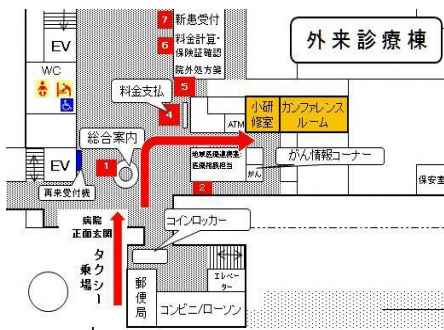 外来診療棟
7 新患受付
6 料金計算・
保険証確認
院外処方箋
5
EV
WC
料金支払
4
ATM
小研
修室
カンファレンス
ルーム
総合案内
1
EV
再来受付機
地域医療連携室
医療福祉担当
2
がん
がん情報コーナー
保安室
病院
正面玄関
タクシー
乗場
コインロッカー
エレベー
ター
郵便局
コンビニ/ローソン